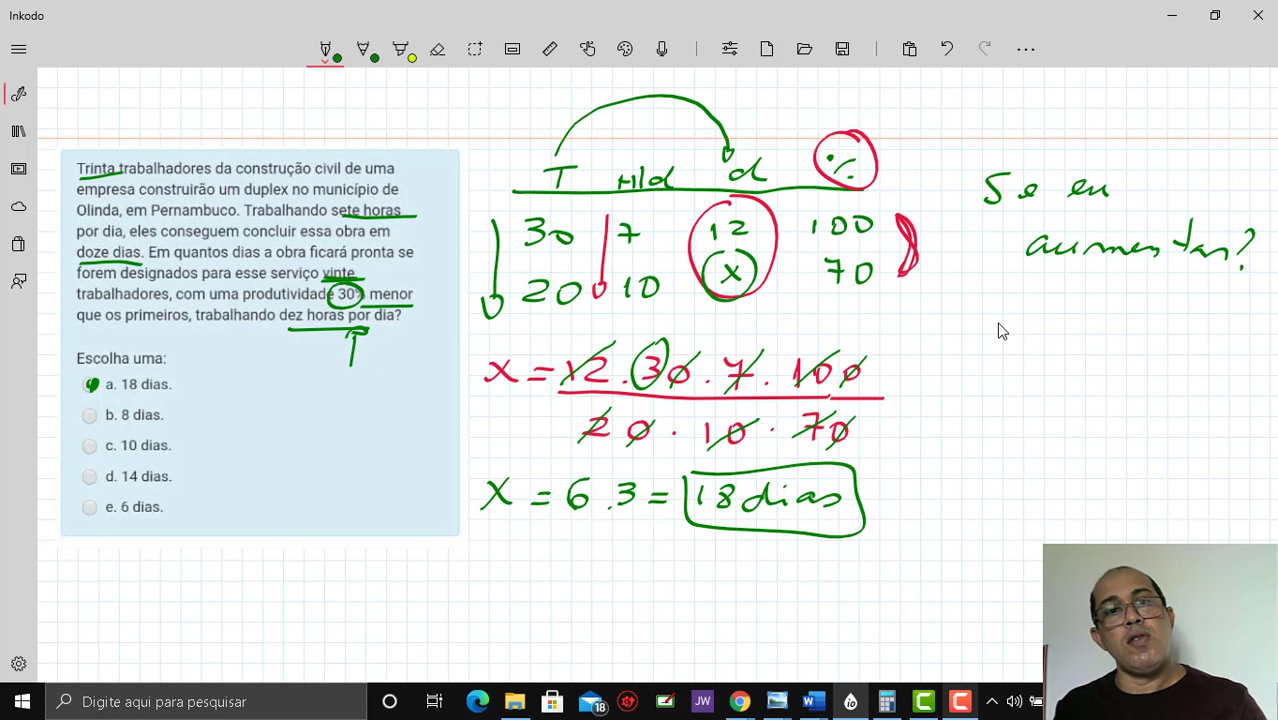 Inkodo
Trinta trabalhadores da construção civil de uma
empresa construirão um duplex no município de
Olinda, em Pernambuco. Trabalhando sete horas
por dia, eles conseguem concluir essa obra em
doze dias. Em quantos dias a obra ficará pronta se
forem designados para esse serviço vinte
trabalhadores, com uma produtividade 30% menor
que os primeiros, trabalhando dez horas por dia?
Escolha uma:
a. 18 dias.
b. 8 dias.
c. 10 dias.
d. 14 dias.
e. 6 dias.
T H/d d %
30 7 12 100
20 10 x 70
x = 12 . 30 . 7 . 100
20 . 10 . 70
X = 6 . 3 = 18 dias
Se eu
aumentar?
Digite aqui para pesquisar
18
JW